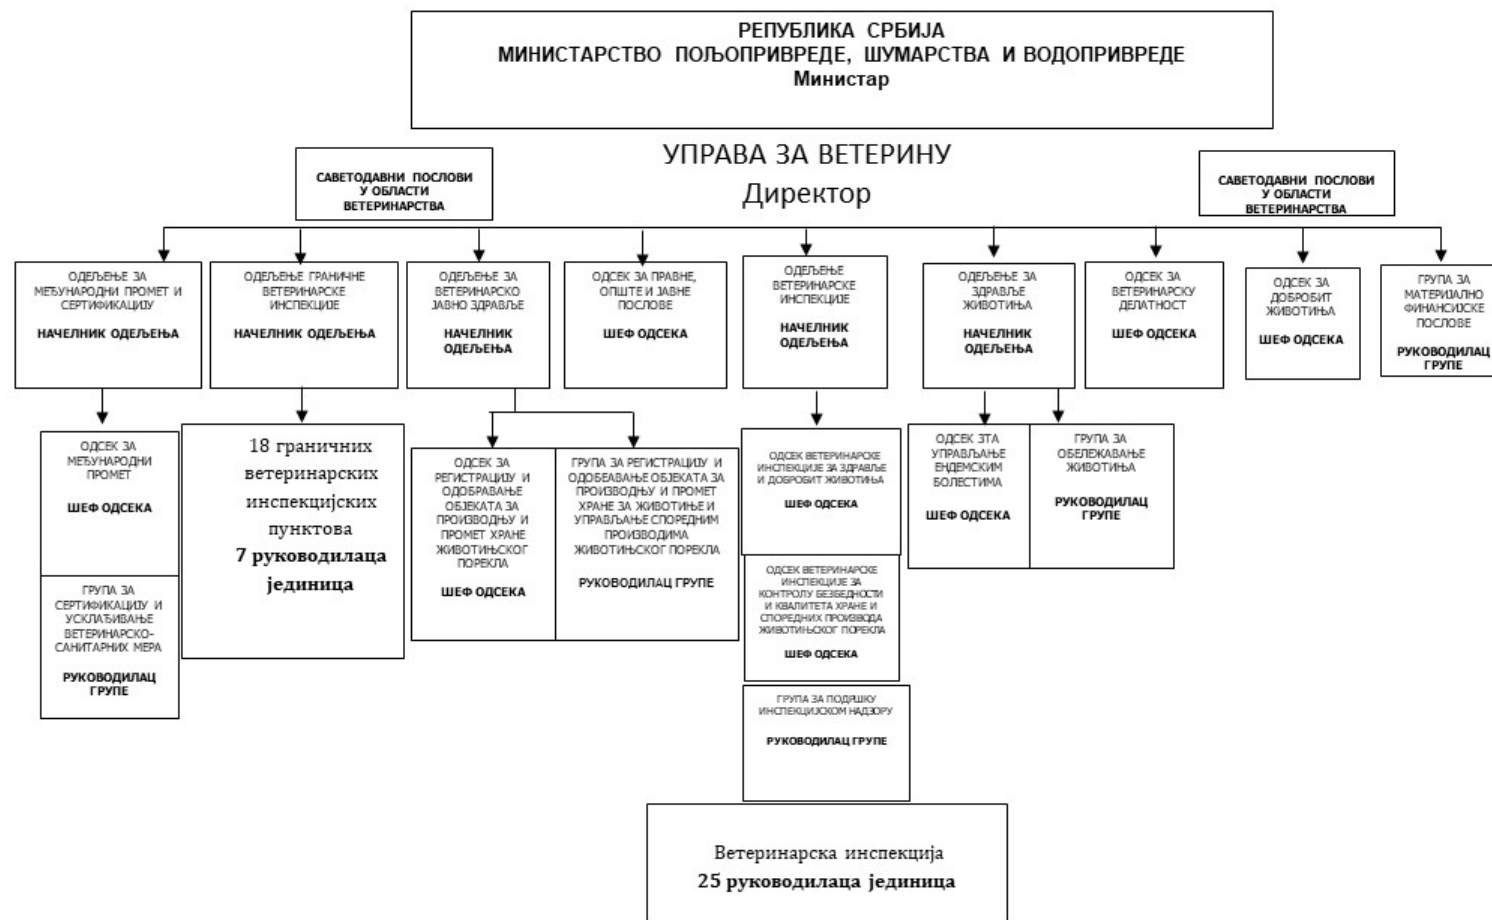 РЕПУБЛИКА СРБИЈА
МИНИСТАРСТВО ПОЉОПРИВРЕДЕ, ШУМАРСТВА И ВОДОПРИВРЕДЕ
Министар
УПРАВА ЗА ВЕТЕРИНУ
Директор
САВЕТОДАВНИ ПОСЛОВИ
У ОБЛАСТИ
ВЕТЕРИНАРСТВА
САВЕТОДАВНИ ПОСЛОВИ
У ОБЛАСТИ
ВЕТЕРИНАРСТВА
ОДЕЉЕЊЕ ЗА
МЕЂУНАРОДНИ ПРОМЕТ И
СЕРТИФИКАЦИЈУ
НАЧЕЛНИК ОДЕЉЕЊА
ОДЕЉЕЊЕ ГРАНИЧНЕ
ВЕТЕРИНАРСКЕ
ИНСПЕКЦИЈЕ
НАЧЕЛНИК ОДЕЉЕЊА
ОДЕЉЕЊЕ ЗА
ВЕТЕРИНАРСКО
ЈАВНО ЗДРАВЉЕ
НАЧЕЛНИК
ОДЕЉЕЊА
ОДСЕК ЗА ПРАВНЕ,
ОПШТЕ И ЈАВНЕ
ПОСЛОВЕ
ШЕФ ОДСЕКА
ОДЕЉЕЊЕ
ВЕТЕРИНАРСКЕ
ИНСПЕКЦИЈЕ
НАЧЕЛНИК
ОДЕЉЕЊА
ОДЕЉЕЊЕ ЗА
ЗДРАВЉЕ
ЖИВОТИЊА
НАЧЕЛНИК
ОДЕЉЕЊА
ОДСЕК ЗА
ВЕТЕРИНАРСКУ
ДЕЛАТНОСТ
ШЕФ ОДСЕКА
ОДСЕК ЗА
ДОБРОБИТ
ЖИВОТИЊА
ШЕФ ОДСЕКА
ГРУПА ЗА
МАТЕРИЈАЛНО
ФИНАНСИЈСКЕ
ПОСЛОВЕ
РУКОВОДИЛАЦ
ГРУПЕ
ОДСЕК ЗА
МЕЂУНАРОДНИ
ПРОМЕТ
ШЕФ ОДСЕКА
ГРУПА ЗА
СЕРТИФИКАЦИЈУ И
УСКЛАЂИВАЊЕ
ВЕТЕРИНАРСКО-
САНИТАРНИХ МЕРА
РУКОВОДИЛАЦ
ГРУПЕ
18 граничних
ветеринарских
инспекцијских
пунктова
7 руководилаца
јединица
ОДСЕК ЗА
РЕГИСТРАЦИЈУ И
ОДОБРАВАЊЕ
ОБЈЕКАТА ЗА
ПРОИЗВОДЊУ И
ПРОМЕТ ХРАНЕ
ЖИВОТИЊСКОГ
ПОРЕКЛА
ШЕФ ОДСЕКА
ГРУПА ЗА РЕГИСТРАЦИЈУ И
ОДОБЕАВАЊЕ ОБЈЕКАТА ЗА
ПРОИЗВОДЊУ И ПРОМЕТ
ХРАНЕ ЗА ЖИВОТИЊЕ И
УПРАВЉАЊЕ СПОРЕДНИМ
ПРОИЗВОДИМА
ЖИВОТИЊСКОГ ПОРЕКЛА
РУКОВОДИЛАЦ ГРУПЕ
ОДСЕК ВЕТЕРИНАРСКЕ
ИНСПЕКЦИЈЕ ЗА ЗДРАВЉЕ
И ДОБРОБИТ ЖИВОТИЊА
ШЕФ ОДСЕКА
ОДСЕК ВЕТЕРИНАРСКЕ
ИНСПЕКЦИЈЕ ЗА
КОНТРОЛУ БЕЗБЕДНОСТИ
И КВАЛИТЕТА ХРАНЕ И
СПОРЕДНИХ ПРОИЗВОДА
ЖИВОТИЊСКОГ ПОРЕКЛА
ШЕФ ОДСЕКА
ГРУПА ЗА ПОДРШКУ
ИНСПЕКЦИЈСКОМ НАДЗОРУ
РУКОВОДИЛАЦ ГРУПЕ
ОДСЕК ЗТА
УПРАВЉАЊЕ
ЕНДЕМСКИМ
БОЛЕСТИМА
ШЕФ ОДСЕКА
ГРУПА ЗА
ОБЕЛЕЖАВАЊЕ
ЖИВОТИЊА
РУКОВОДИЛАЦ
ГРУПЕ
Ветеринарска инспекција
25 руководилаца јединица